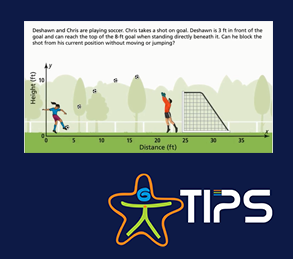 Deshawn and Chris are playing soccer. Chris takes a shot on goal. Deshawn is 3 ft in front of the
goal and can reach the top of the 8-ft goal when standing directly beneath it. Can he block the
shot from his current position without moving or jumping?
y
Height (ft)
10
0
0 5 10 15 20 25 30 35
x
Distance (ft)
TIPS